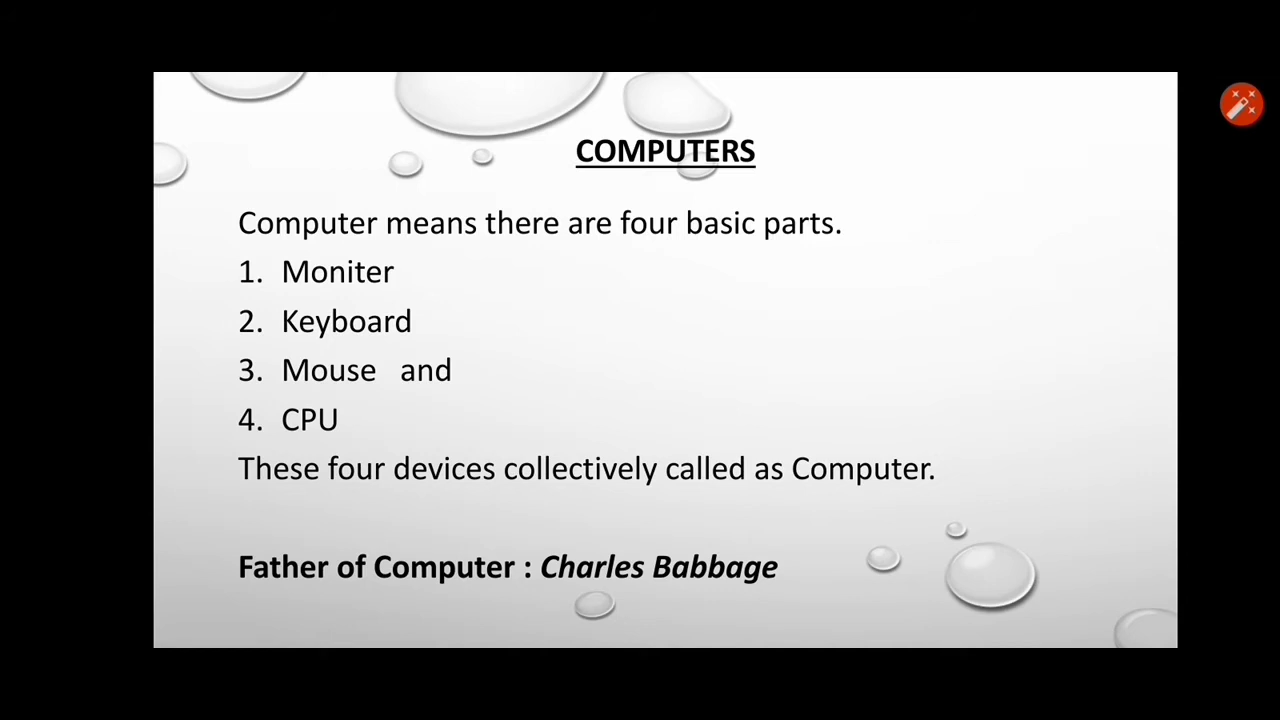 COMPUTERS
Computer means there are four basic parts.
1. Moniter
2. Keyboard
3. Mouse and
4. CPU
These four devices collectively called as Computer.
Father of Computer : Charles Babbage